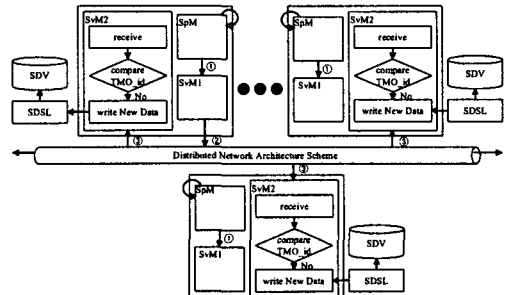 SvM2
receive
compare
TMO_id
No
write New Data
SDV
SDSL
SpM
①
SvM1
②
③
SpM
①
SvM1
SvM2
receive
compare
TMO_id
No
write New Data
SDV
SDSL
③
Distributed Network Architecture Scheme
③
SpM
①
SvM1
SvM2
receive
compare
TMO_id
No
write New Data
SDV
SDSL